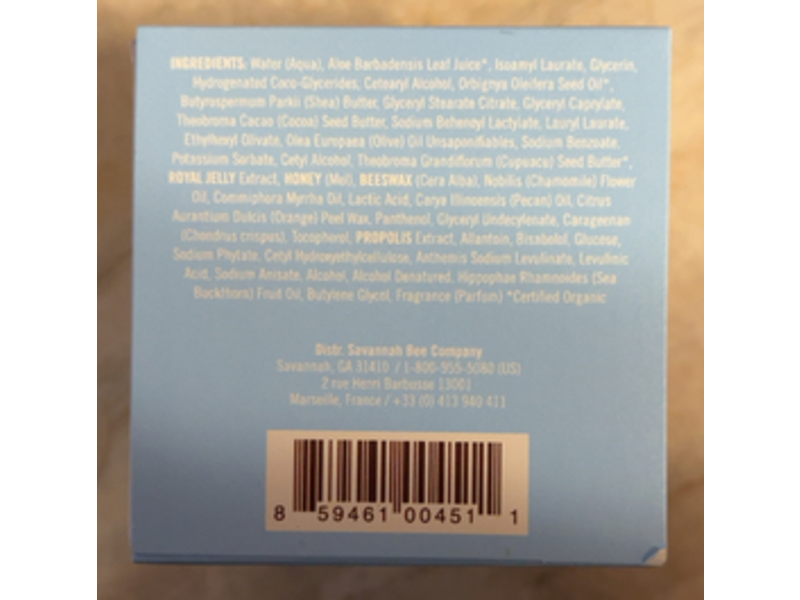 INGREDIENTS: Water (Aqua), Aloe Barbadensis Leaf Juice*, Isoamyl Laurate, Glycerin,
Hydrogenated Coco-Glycerides, Cetearyl Alcohol, Orbignya Oleifera Seed Oil*,
Butyrospermum Parkii (Shea) Butter, Glyceryl Stearate Citrate, Glyceryl Caprylate,
Theobroma Cacao (Cocoa) Seed Butter, Sodium Behenoyl Lactylate, Lauryl Laurate,
Ethylhexyl Olivate, Olea Europaea (Olive) Oil Unsaponifiables, Sodium Benzoate,
Potassium Sorbate, Cetyl Alcohol, Theobroma Grandiflorum (Cupuacu) Seed Butter*,
ROYAL JELLY Extract, HONEY (Mel), BEESWAX (Cera Alba), Nobilis (Chamomile) Flower
Oil, Commiphora Myrrha Oil, Lactic Acid, Carya Illinoensis (Pecan) Oil, Citrus
Aurantium Dulcis (Orange) Peel Wax, Panthenol, Glyceryl Undecylenate, Carageenan
(Chondrus crispus), Tocopherol, PROPOLIS Extract, Allantoin, Bisabolol, Glucose,
Sodium Phytate, Cetyl Hydroxyethylcellulose, Anthemis Sodium Levulinate, Levulinic
Acid, Sodium Anisate, Alcohol, Alcohol Denatured, Hippophae Rhamnoides (Sea
Buckthorn) Fruit Oil, Butylene Glycol, Fragrance (Parfum) *Certified Organic
Distr. Savannah Bee Company
Savannah, GA 31410 / 1-800-955-5080 (US)
2 rue Henri Barbusse 13001
Marseille, France / +33 (0) 413 940 411
8 59461 00451 1